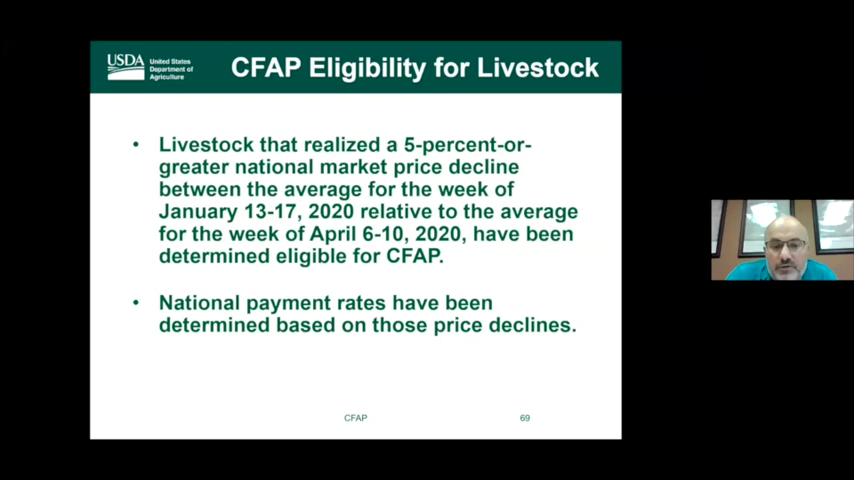 USDA
United States
Department of
Agriculture
CFAP Eligibility for Livestock
• Livestock that realized a 5-percent-or-
greater national market price decline
between the average for the week of
January 13-17, 2020 relative to the average
for the week of April 6-10, 2020, have been
determined eligible for CFAP.
• National payment rates have been
determined based on those price declines.
CFAP
69